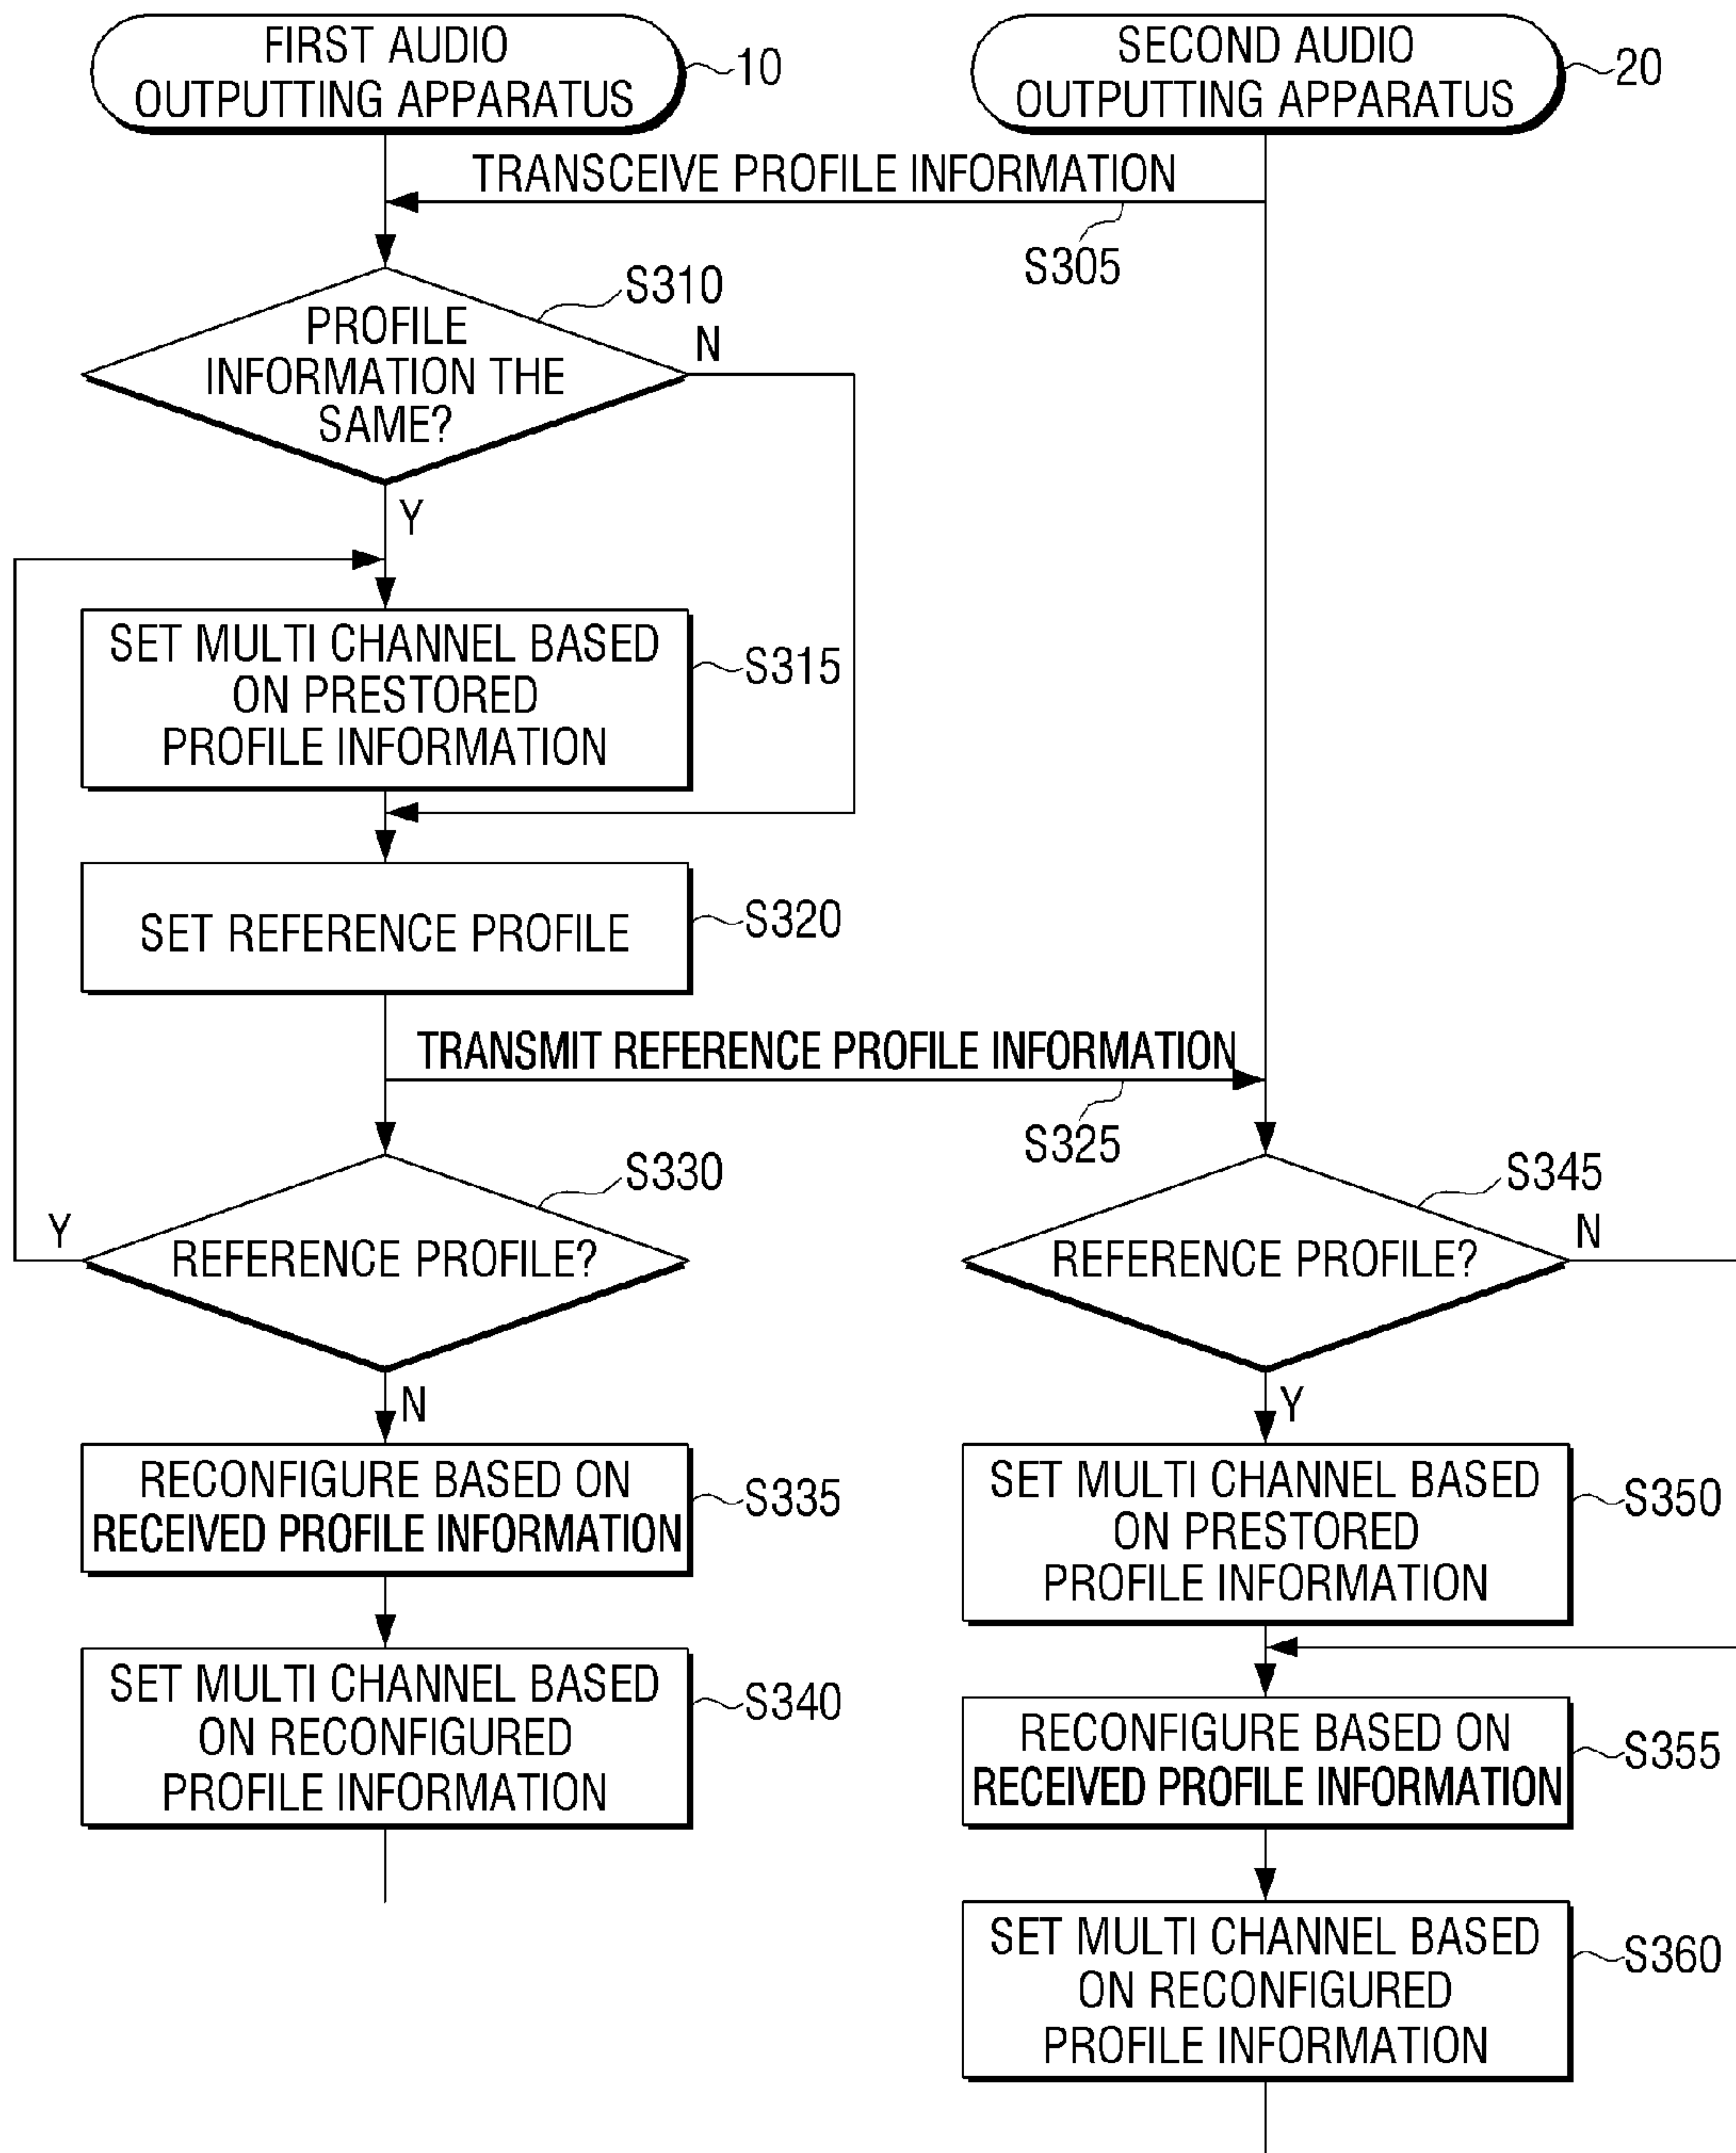 FIRST AUDIO
OUTPUTTING APPARATUS
10
SECOND AUDIO
OUTPUTTING APPARATUS
20
TRANSCEIVE PROFILE INFORMATION
S305
S310
PROFILE
INFORMATION THE
SAME?
N
Y
SET MULTI CHANNEL BASED
ON PRESTORED
PROFILE INFORMATION
S315
SET REFERENCE PROFILE
S320
TRANSMIT REFERENCE PROFILE INFORMATION
S325
S330
Y
REFERENCE PROFILE?
N
S345
REFERENCE PROFILE?
N
Y
RECONFIGURE BASED ON
RECEIVED PROFILE INFORMATION
S335
SET MULTI CHANNEL BASED
ON PRESTORED
PROFILE INFORMATION
S350
SET MULTI CHANNEL BASED
ON RECONFIGURED
PROFILE INFORMATION
S340
RECONFIGURE BASED ON
RECEIVED PROFILE INFORMATION
S355
SET MULTI CHANNEL BASED
ON RECONFIGURED
PROFILE INFORMATION
S360